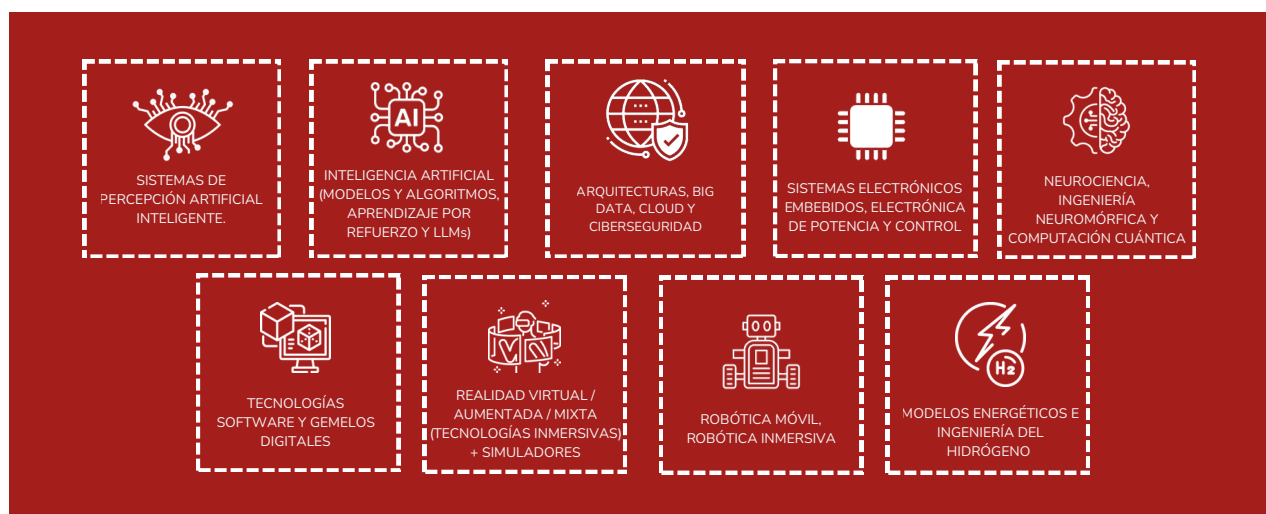 SISTEMAS DE
PERCEPCIÓN ARTIFICIAL
INTELIGENTE.
AI
INTELIGENCIA ARTIFICIAL
(MODELOS Y ALGORITMOS,
APRENDIZAJE POR
REFUERZO Y LLMs)
ARQUITECTURAS, BIG
DATA, CLOUD Y
CIBERSEGURIDAD
SISTEMAS ELECTRÓNICOS
EMBEBIDOS, ELECTRÓNICA
DE POTENCIA Y CONTROL
NEUROCIENCIA,
INGENIERÍA
NEUROMÓRFICA Y
COMPUTACIÓN CUÁNTICA
TECNOLOGÍAS
SOFTWARE Y GEMELOS
DIGITALES
REALIDAD VIRTUAL /
AUMENTADA / MIXTA
(TECNOLOGÍAS INMERSIVAS)
+ SIMULADORES
ROBÓTICA MÓVIL,
ROBÓTICA INMERSIVA
H2
MODELOS ENERGÉTICOS E
INGENIERÍA DEL
HIDRÓGENO